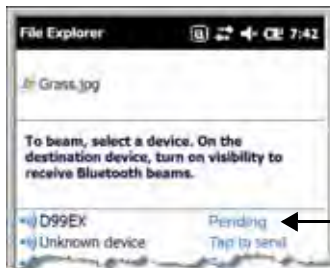 File Explorer 7:42
Grass.jpg
To beam, select a device. On the
destination device, turn on visibility to
receive Bluetooth beams.
D99EX Pending
Unknown device Tap to send